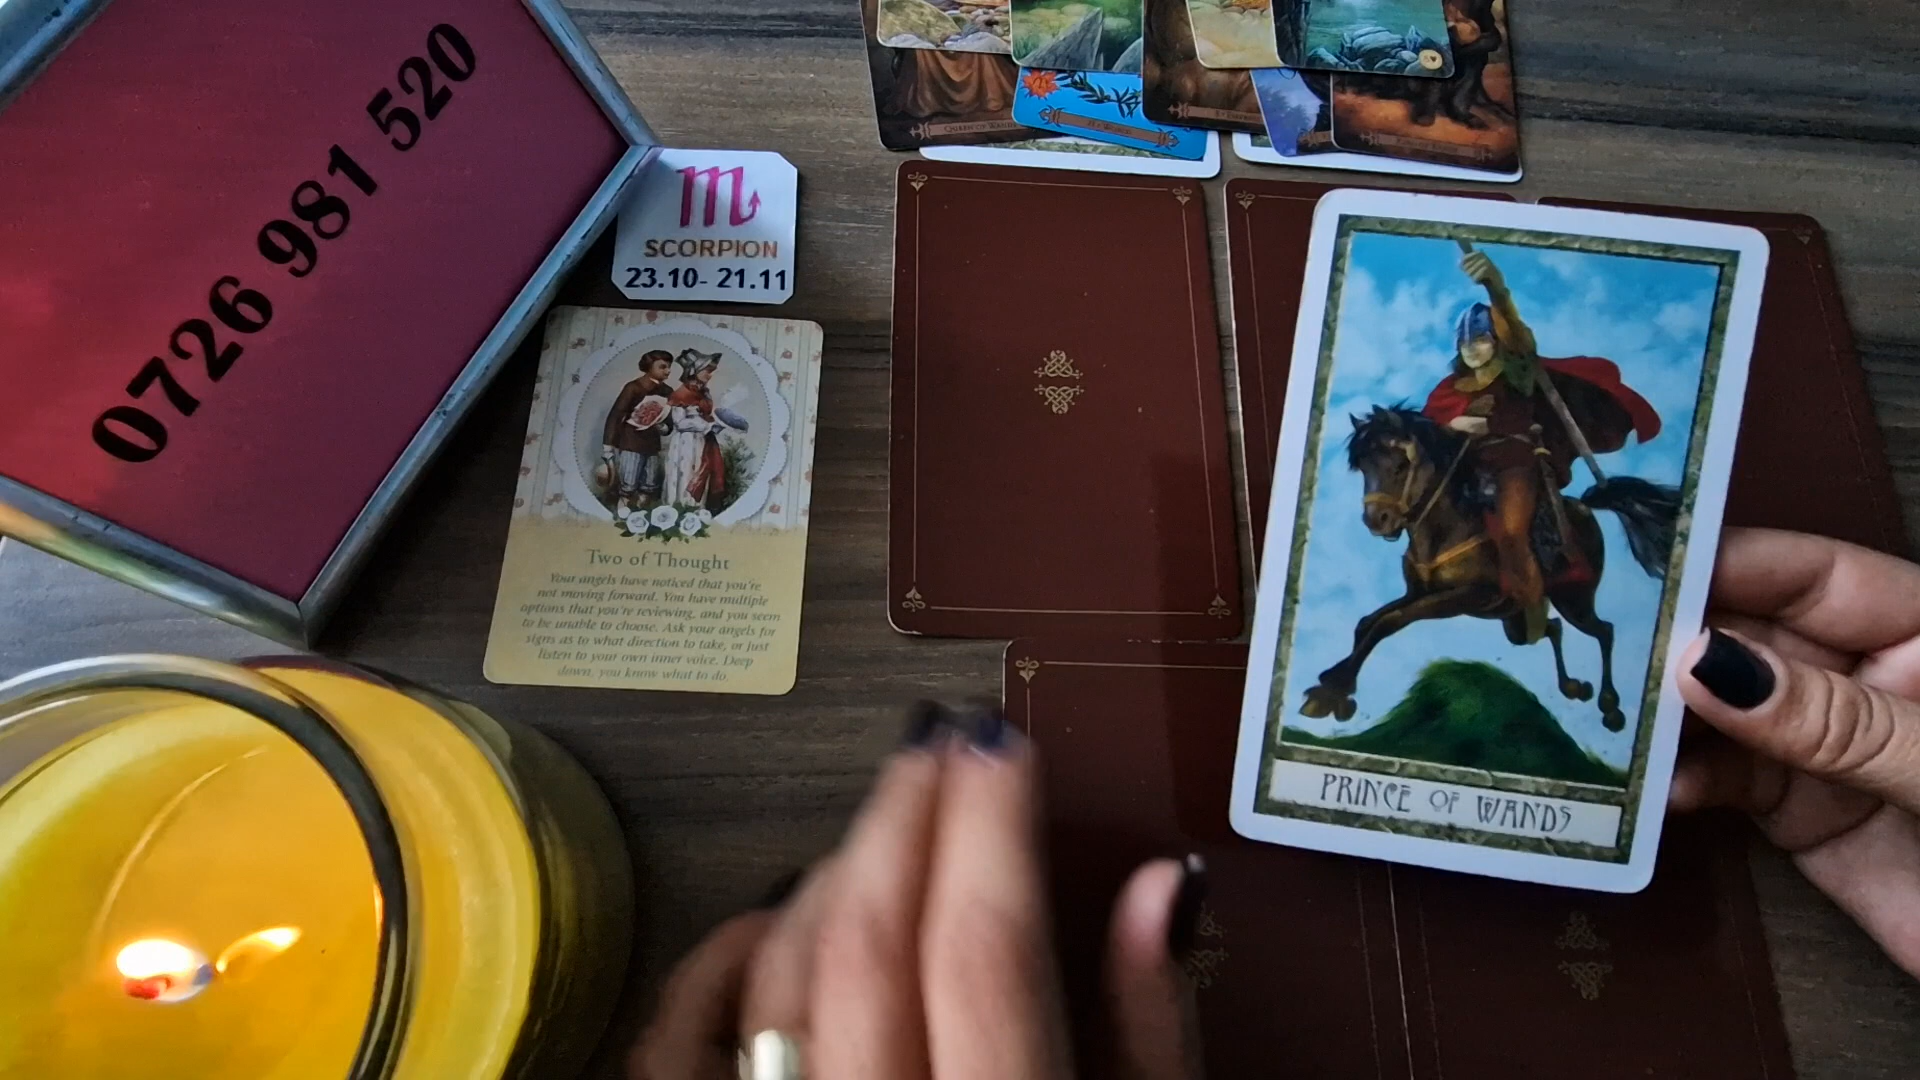 0726 981 520
SCORPION
23.10- 21.11
Two of Thought
Your angels have noticed that you're
not moving forward. You have multiple
options that you're reviewing, and you seem
to be unable to choose. Ask your angels for
signs as to what direction to take, or just
listen to your own inner voice. Deep
down, you know what to do.
QUEEN OF WANDS
PRINCE OF WANDS